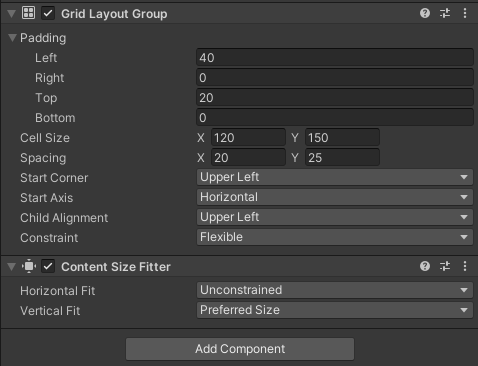 Grid Layout Group
Padding
Left 40
Right 0
Top 20
Bottom 0
Cell Size X 120 Y 150
Spacing X 20 Y 25
Start Corner Upper Left
Start Axis Horizontal
Child Alignment Upper Left
Constraint Flexible
Content Size Fitter
Horizontal Fit Unconstrained
Vertical Fit Preferred Size
Add Component